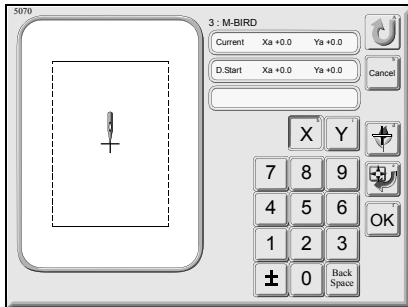 5070
3 : M-BIRD
Current Xa +0.0 Ya +0.0
D.Start Xa +0.0 Ya +0.0
Cancel
X Y
7 8 9
4 5 6
OK
1 2 3
± 0 Back
Space